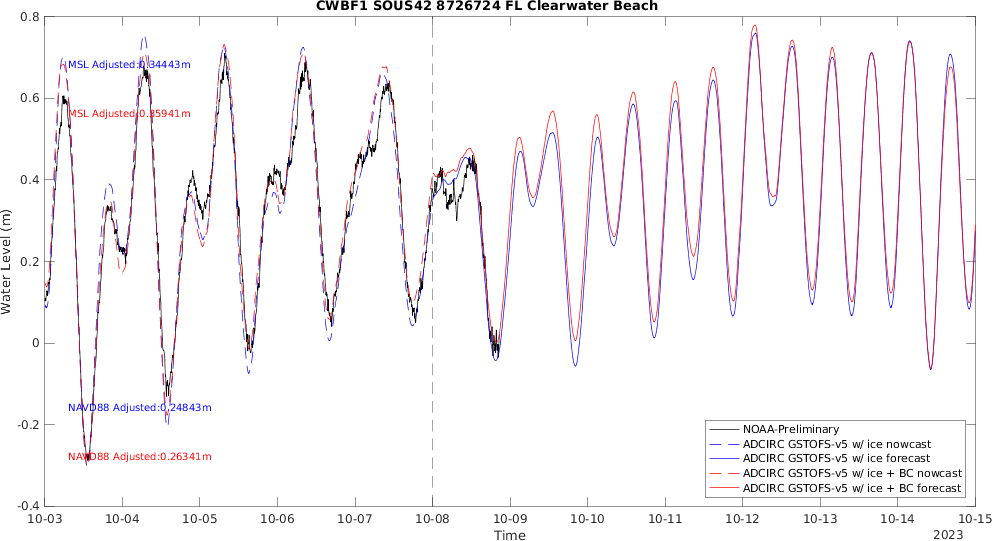 CWBF1 SOUS42 8726724 FL Clearwater Beach
0.8
0.6
0.4
0.2
0
-0.2
-0.4
Water Level (m)
MSL Adjusted:0.34443m
MSL Adjusted:0.35941m
NAVD88 Adjusted:0.24843m
NAVD88 Adjusted:0.26341m
NOAA-Preliminary
ADCIRC GSTOFS-v5 w/ ice nowcast
ADCIRC GSTOFS-v5 w/ ice forecast
ADCIRC GSTOFS-v5 w/ ice + BC nowcast
ADCIRC GSTOFS-v5 w/ ice + BC forecast
10-03 10-04 10-05 10-06 10-07 10-08 10-09 10-10 10-11 10-12 10-13 10-14 10-15
Time
2023